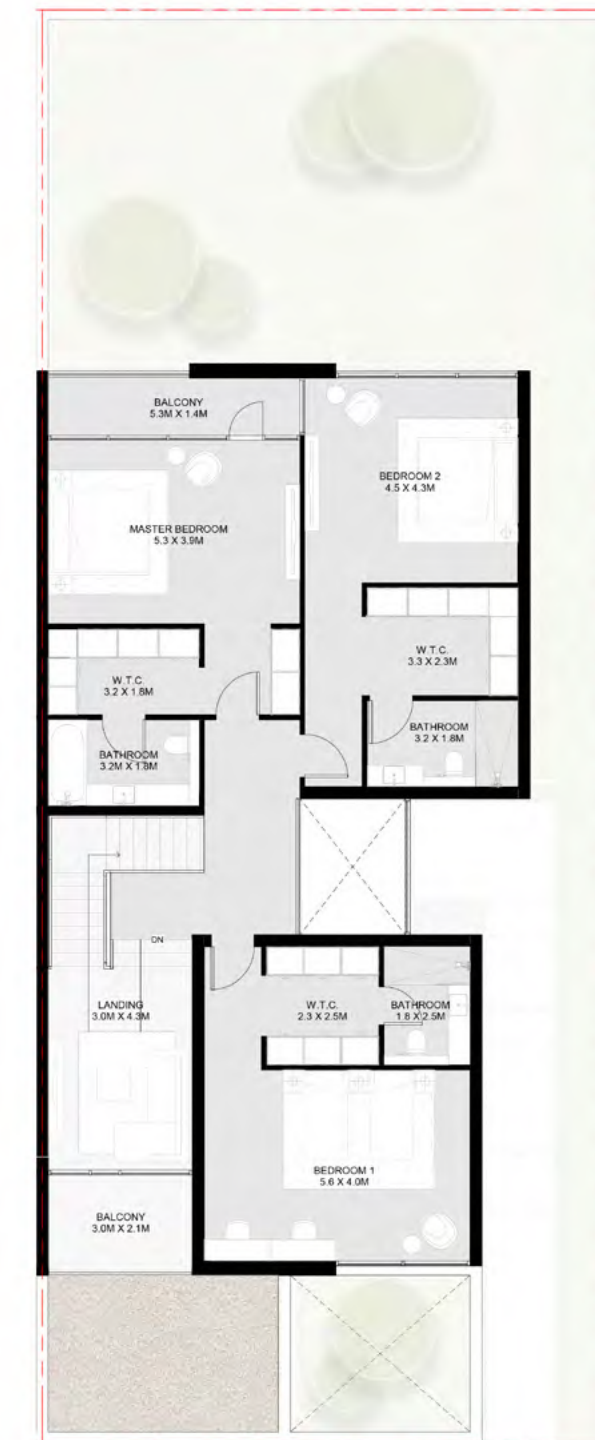 BALCONY
5.3M X 1.4M
BEDROOM 2
4.5 X 4.3M
MASTER BEDROOM
5.3 X 3.9M
W.T.C.
3.3 X 2.3M
W.T.C.
3.2 X 1.8M
BATHROOM
3.2 X 1.8M
BATHROOM
3.2M X 1.8M
DN
LANDING
3.0M X 4.3M
W.T.C.
2.3 X 2.5M
BATHROOM
1.8 X 2.5M
BEDROOM 1
5.6 X 4.0M
BALCONY
3.0M X 2.1M